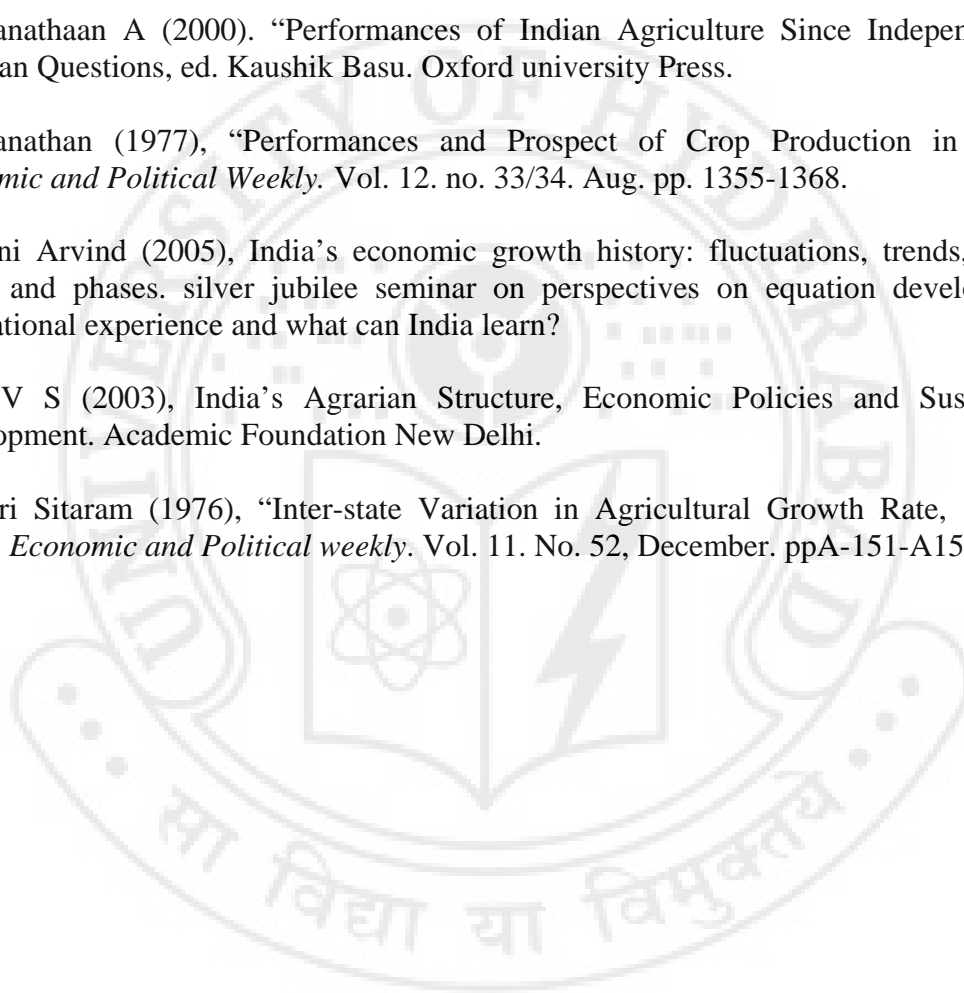 anathaan A (2000). “Performances of Indian Agriculture Since Indepen
an Questions, ed. Kaushik Basu. Oxford university Press.
anathan (1977), “Performances and Prospect of Crop Production in
mic and Political Weekly. Vol. 12. no. 33/34. Aug. pp. 1355-1368.
ni Arvind (2005), India’s economic growth history: fluctuations, trends,
and phases. silver jubilee seminar on perspectives on equation devel
ational experience and what can India learn?
V S (2003), India’s Agrarian Structure, Economic Policies and Sus
opment. Academic Foundation New Delhi.
ri Sitaram (1976), “Inter-state Variation in Agricultural Growth Rate,
Economic and Political weekly. Vol. 11. No. 52, December. ppA-151-A15
UNIVERSITY OF HYDERABAD
सा विद्या या विमुक्तये